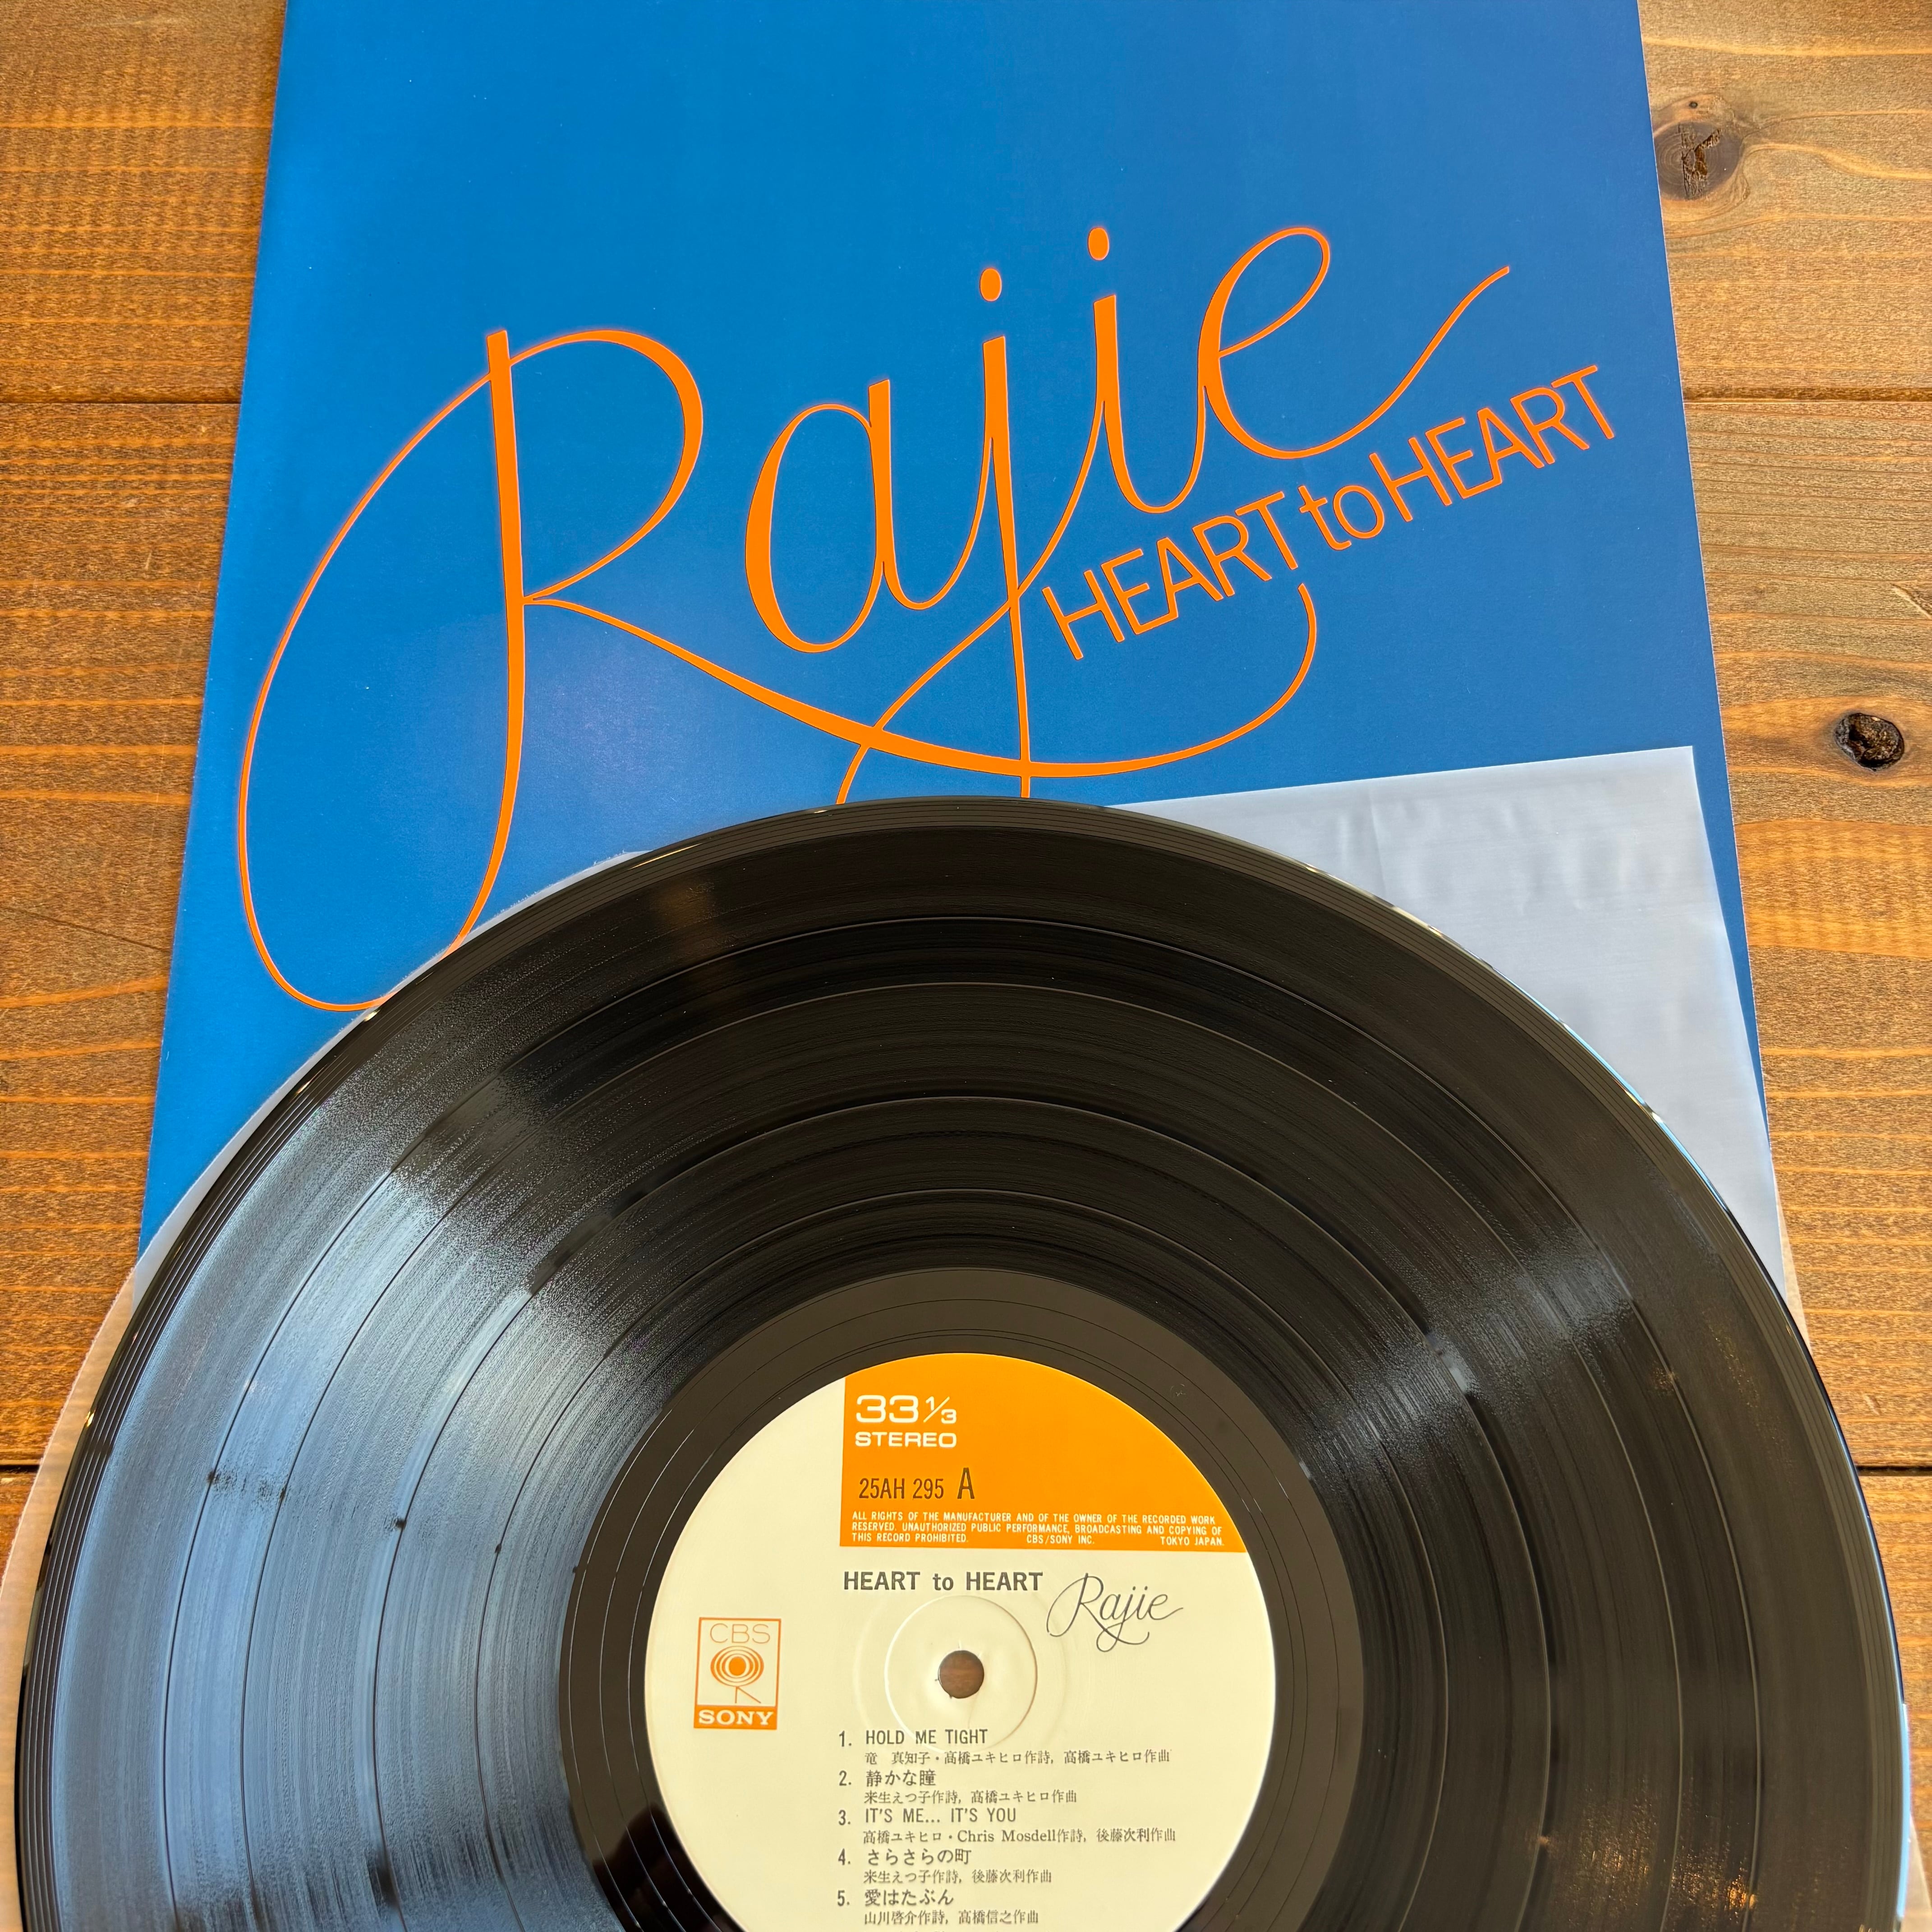 Rajie
HEART to HEART
33 1/3
STEREO
25AH 295 A
ALL RIGHTS OF THE MANUFACTURER AND OF THE OWNER OF THE RECORDED WORK
RESERVED. UNAUTHORIZED PUBLIC PERFORMANCE, BROADCASTING AND COPYING OF
THIS RECORD PROHIBITED. CBS/SONY INC. TOKYO JAPAN.
HEART to HEART Rajie
CBS
SONY
1. HOLD ME TIGHT
竜 真知子・高橋ユキヒロ作詩, 高橋ユキヒロ作曲
2. 静かな瞳
来生えつ子作詩, 高橋ユキヒロ作曲
3. IT'S ME... IT'S YOU
高橋ユキヒロ・Chris Mosdell作詩, 後藤次利作曲
4. さらさらの町
来生えつ子作詩, 後藤次利作曲
5. 愛はたぶん
山川啓介作詩, 高橋信之作曲